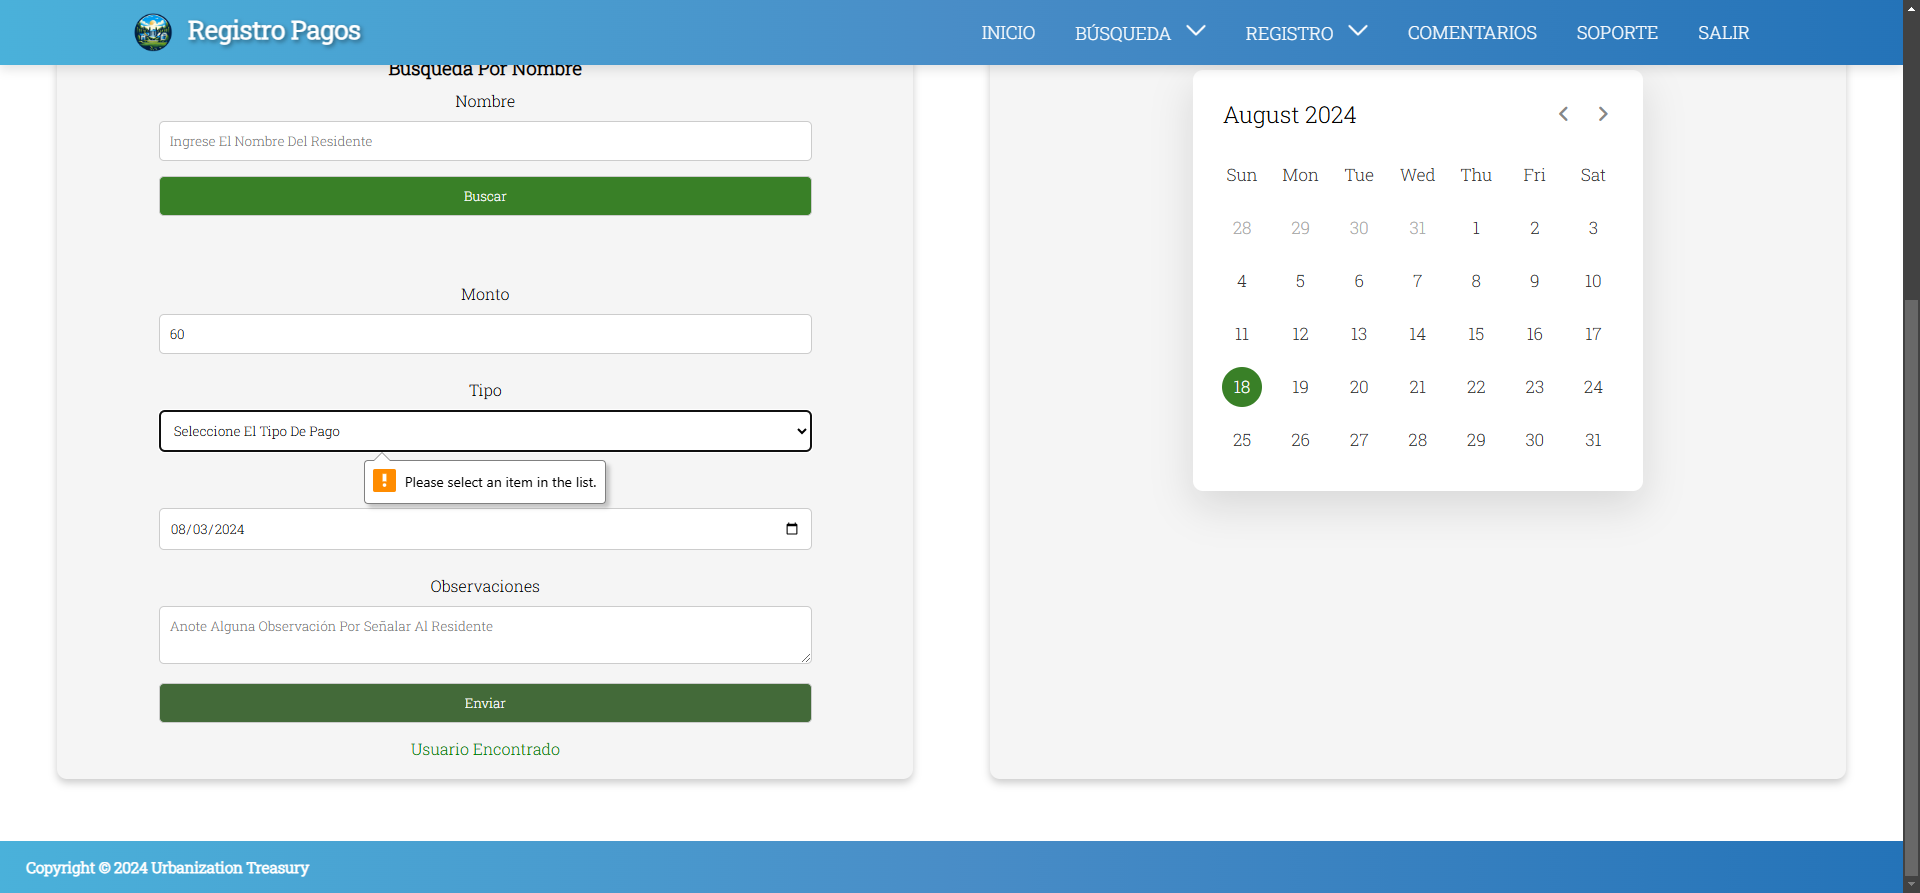 Registro Pagos
INICIO
BÚSQUEDA
REGISTRO
COMENTARIOS
SOPORTE
SALIR
Busqueda Por Nombre
Nombre
Ingrese El Nombre Del Residente
Buscar
Monto
60
Tipo
Seleccione El Tipo De Pago
! Please select an item in the list.
08/03/2024
Observaciones
Anote Alguna Observación Por Señalar Al Residente
Enviar
Usuario Encontrado
August 2024
Sun Mon Tue Wed Thu Fri Sat
28 29 30 31 1 2 3
4 5 6 7 8 9 10
11 12 13 14 15 16 17
18 19 20 21 22 23 24
25 26 27 28 29 30 31
Copyright © 2024 Urbanization Treasury